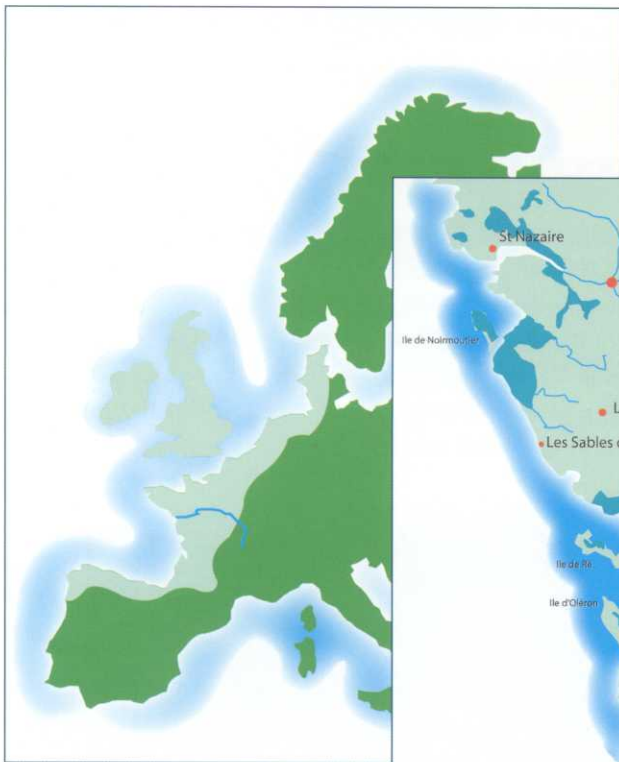 St Nazaire
Ile de Noirmoutier
L
Les Sables
Ile de Ré
Ile d'Oléron